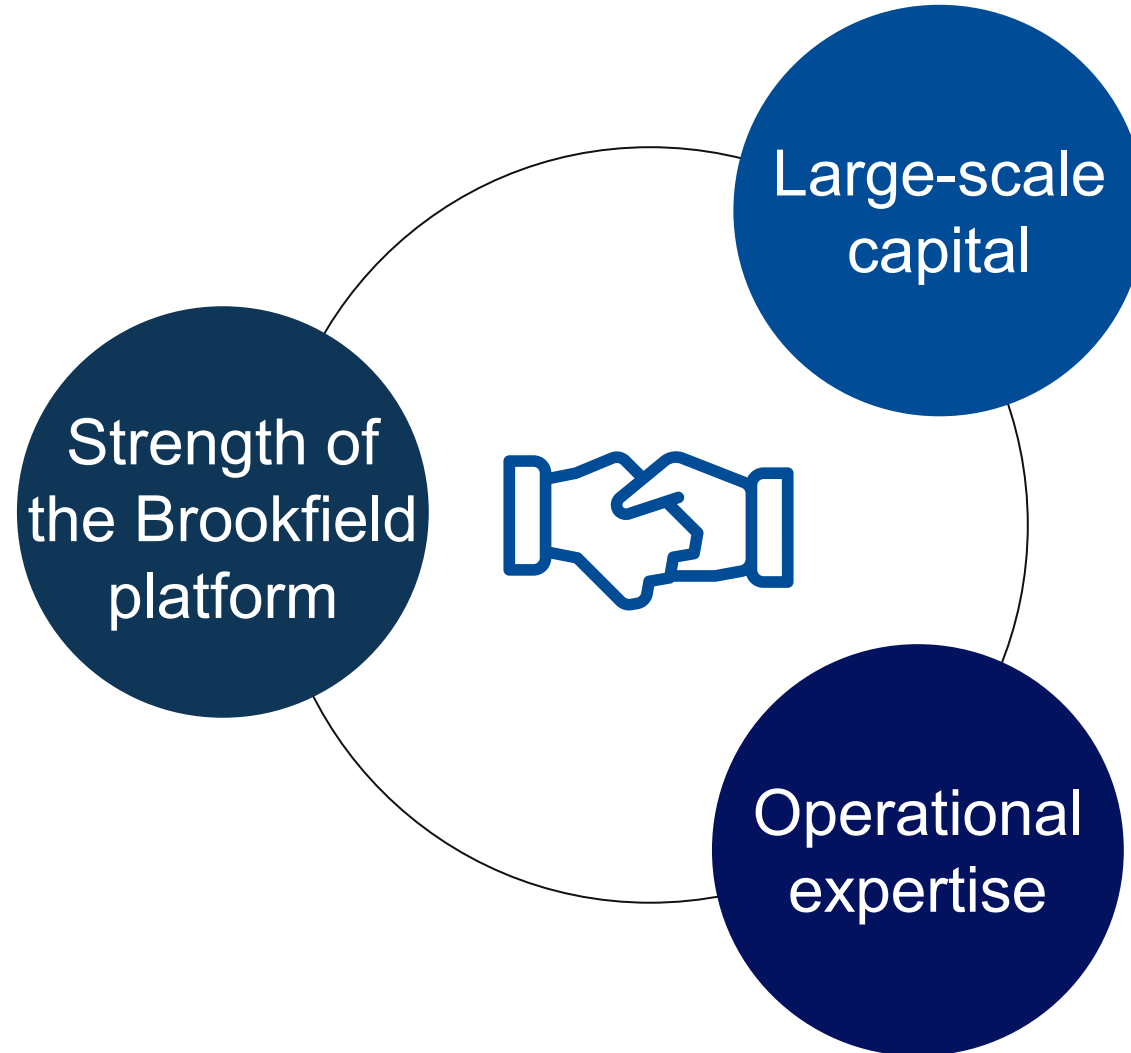 Large-scale
capital
Strength of
the Brookfield
platform
Operational
expertise